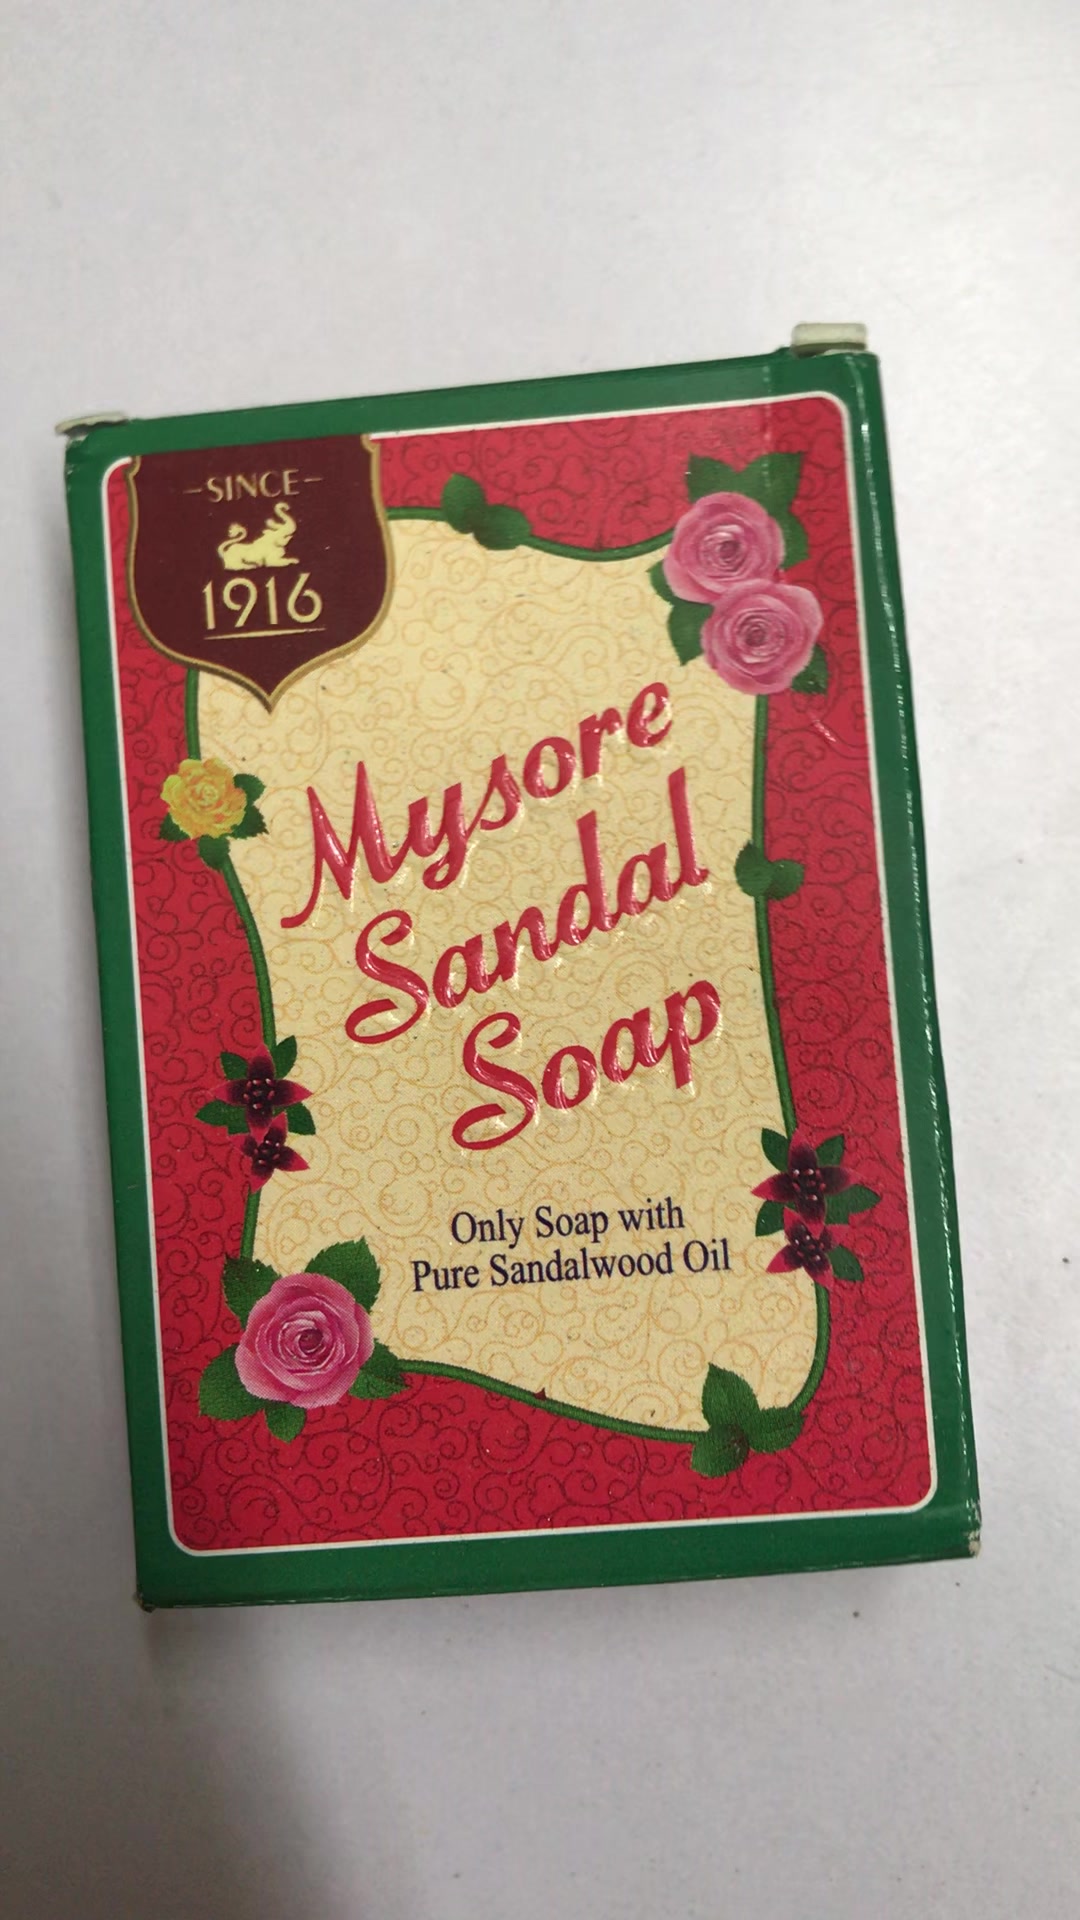 -SINCE-
1916
Mysore
Sandal
Soap
Only Soap with
Pure Sandalwood Oil